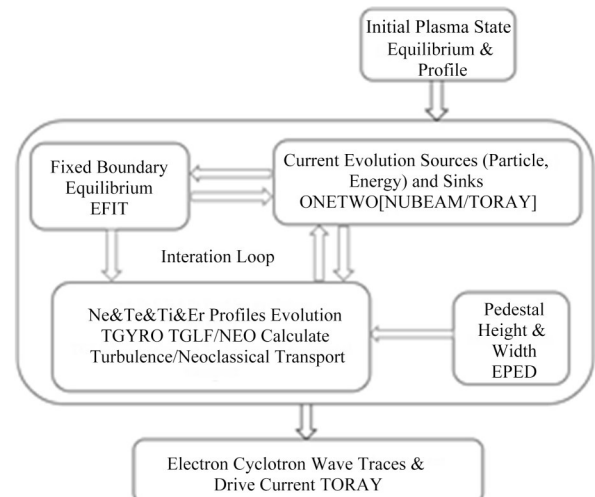 Initial Plasma State
Equilibrium &
Profile
Fixed Boundary
Equilibrium
EFIT
Current Evolution Sources (Particle,
Energy) and Sinks
ONETWO[NUBEAM/TORAY]
Interation Loop
Ne&Te&Ti&Er Profiles Evolution
TGYRO TGLF/NEO Calculate
Turbulence/Neoclassical Transport
Pedestal
Height &
Width
EPED
Electron Cyclotron Wave Traces &
Drive Current TORAY